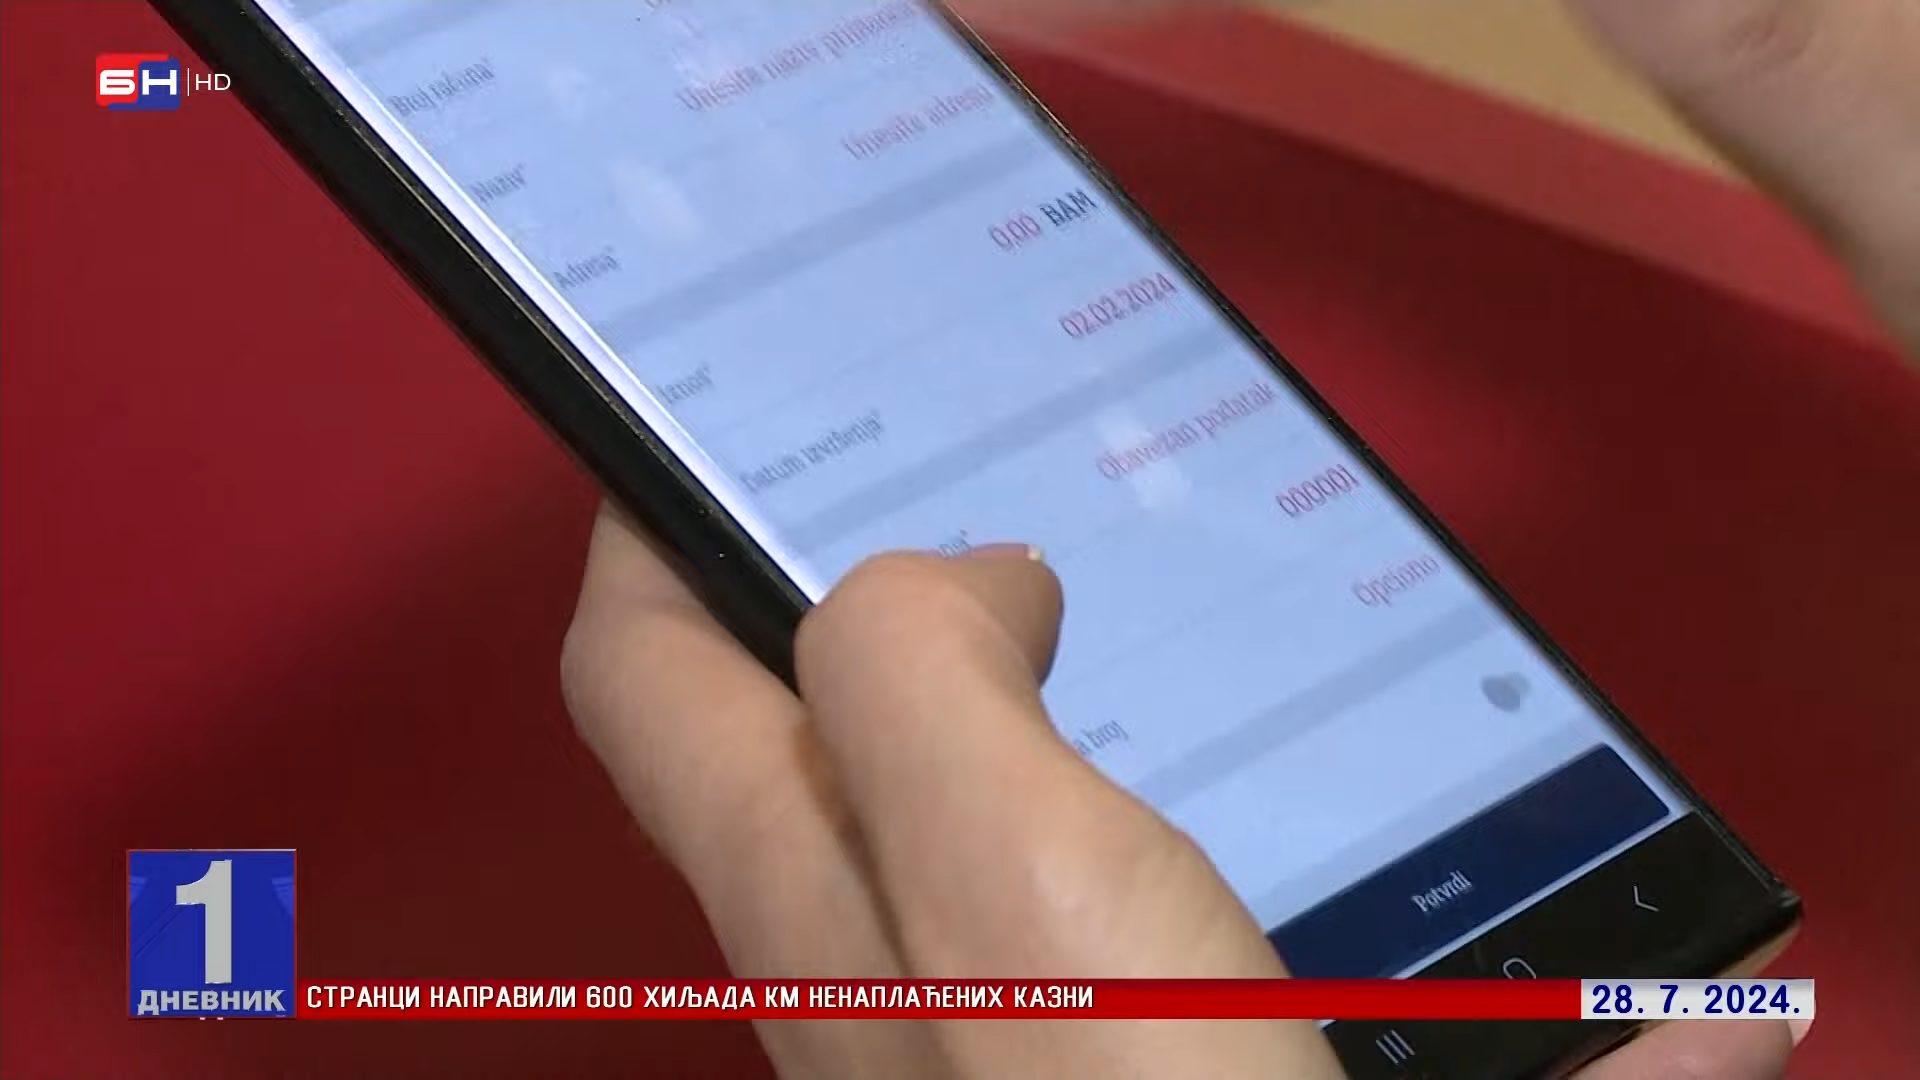 БН HD
Broj računa*
Unesite naziv primaoca
Naziv*
Unesite adresu
Adresa*
0,00 BAM
Iznos*
02.02.2024
Datum izvršenja*
Obavezan podatak
000001
Opciono
a broj
Potvrdi
1
ДНЕВНИК
СТРАНЦИ НАПРАВИЛИ 600 ХИЉАДА КМ НЕНАПЛАЋЕНИХ КАЗНИ
28. 7. 2024.